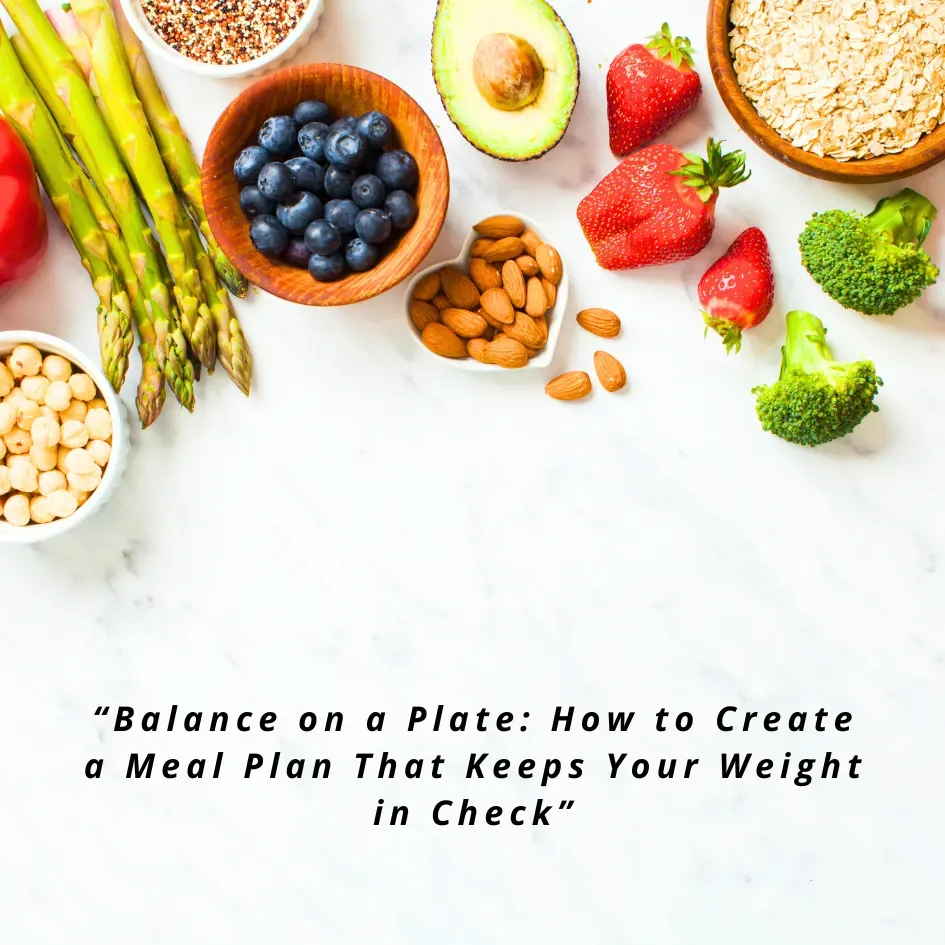 “Balance on a Plate: How to Create
a Meal Plan That Keeps Your Weight
in Check”